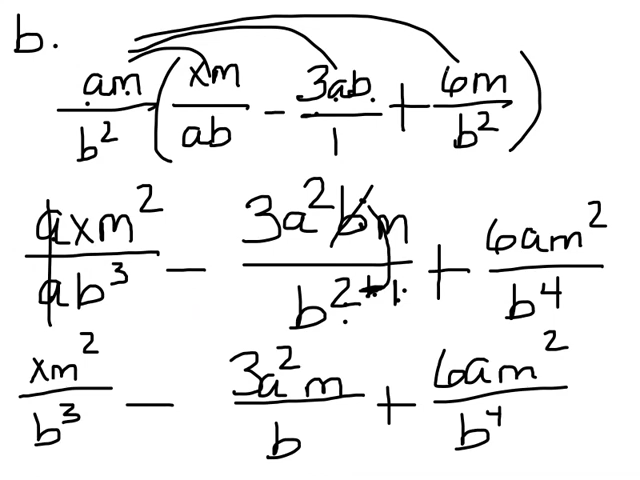 b.
am/b² (xm/ab - 3ab/1 + 6m/b²)
axm²/ab³ - 3a²bm/b²⁺¹ + 6am²/b⁴
xm²/b³ - 3a²m/b + 6am²/b⁴